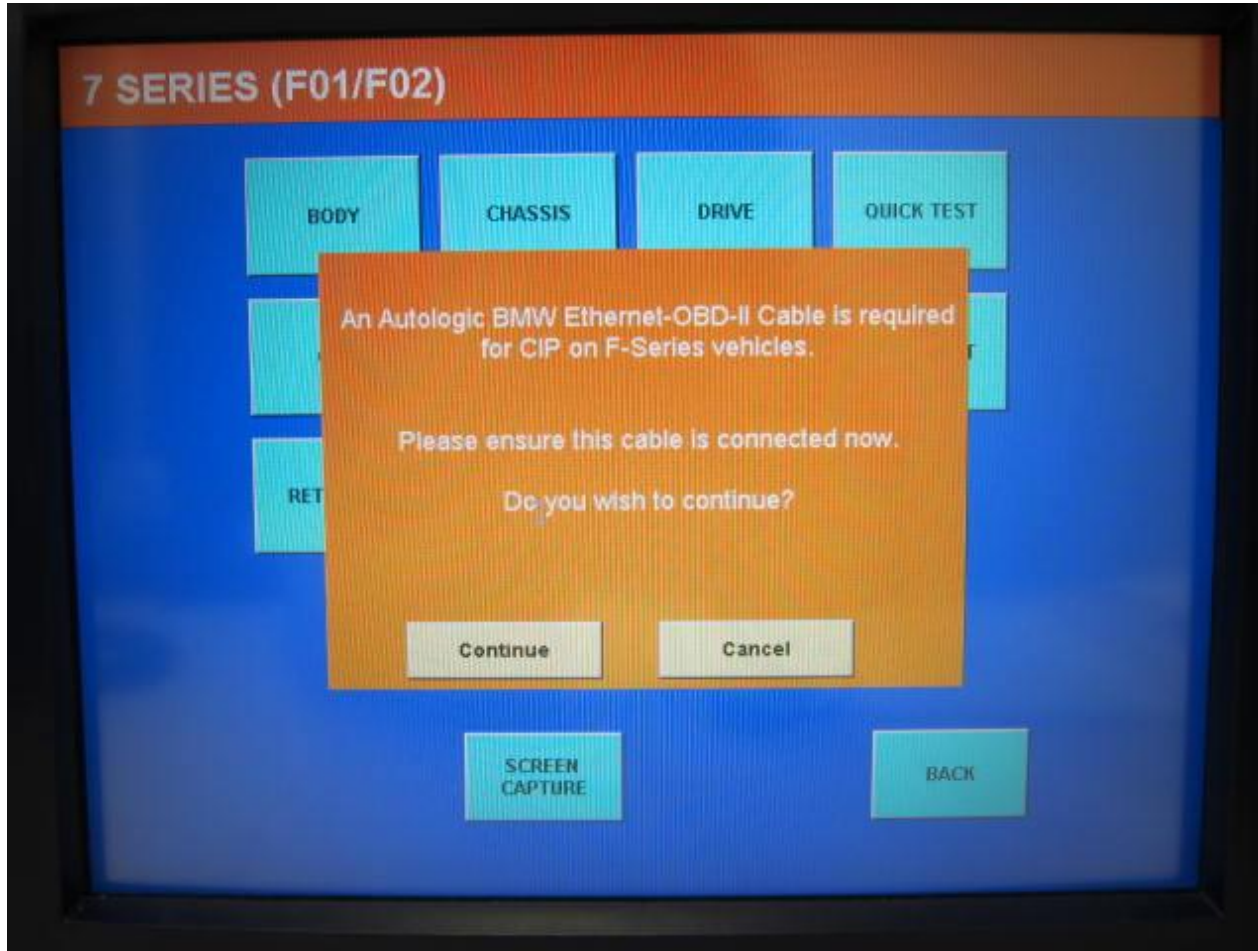 7 SERIES (F01/F02)
BODY
CHASSIS
DRIVE
QUICK TEST
An Autologic BMW Ethernet-OBD-II Cable is required
for CIP on F-Series vehicles.
Please ensure this cable is connected now.
RET
Do you wish to continue?
Continue
Cancel
SCREEN
CAPTURE
BACK